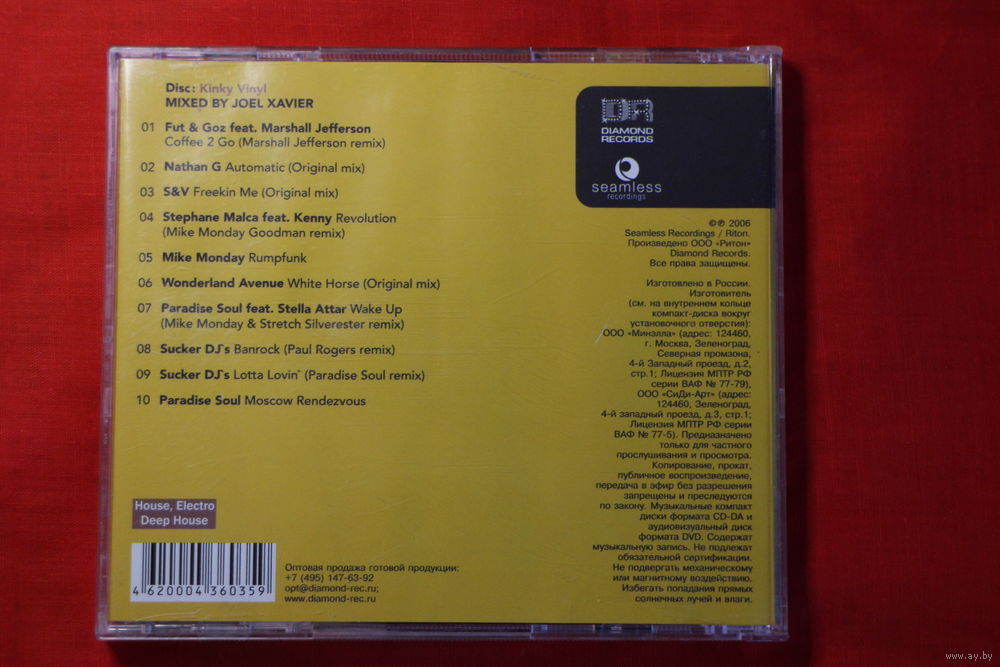 Disc: Kinky Vinyl
MIXED BY JOEL XAVIER
01 Fut & Goz feat. Marshall Jefferson
Coffee 2 Go (Marshall Jefferson remix)
02 Nathan G Automatic (Original mix)
03 S&V Freekin Me (Original mix)
04 Stephane Malca feat. Kenny Revolution
(Mike Monday Goodman remix)
05 Mike Monday Rumpfunk
06 Wonderland Avenue White Horse (Original mix)
07 Paradise Soul feat. Stella Attar Wake Up
(Mike Monday & Stretch Silverester remix)
08 Sucker DJ`s Banrock (Paul Rogers remix)
09 Sucker DJ`s Lotta Lovin` (Paradise Soul remix)
10 Paradise Soul Moscow Rendezvous
House, Electro
Deep House
4 620004 360359
Оптовая продажа готовой продукции:
+7 (495) 147-63-92
opt@diamond-rec.ru;
www.diamond-rec.ru
DR
DIAMOND
RECORDS
seamless
recordings
©℗ 2006
Seamless Recordings / Riton.
Произведено ООО «Ритон»
Diamond Records.
Все права защищены.
Изготовлено в России.
Изготовитель
(см. на внутреннем кольце
компакт-диска вокруг
установочного отверстия):
ООО «Минэлла» (адрес: 124460,
г. Москва, Зеленоград,
Северная промзона,
4-й Западный проезд, д.2,
стр.1; Лицензия МПТР РФ
серии ВАФ № 77-79),
ООО «СиДи-Арт» (адрес:
124460, Зеленоград,
4-й западный проезд, д.3, стр.1;
Лицензия МПТР РФ серии
ВАФ № 77-5). Предназначено
только для частного
прослушивания и просмотра.
Копирование, прокат,
публичное воспроизведение,
передача в эфир без разрешения
запрещены и преследуются
по закону. Музыкальные компакт
диски формата CD-DA и
аудиовизуальный диск
формата DVD. Содержат
музыкальную запись. Не подлежат
обязательной сертификации.
Не подвергать механическому
или магнитному воздействию.
Избегать попадания прямых
солнечных лучей и влаги.
www.ay.by